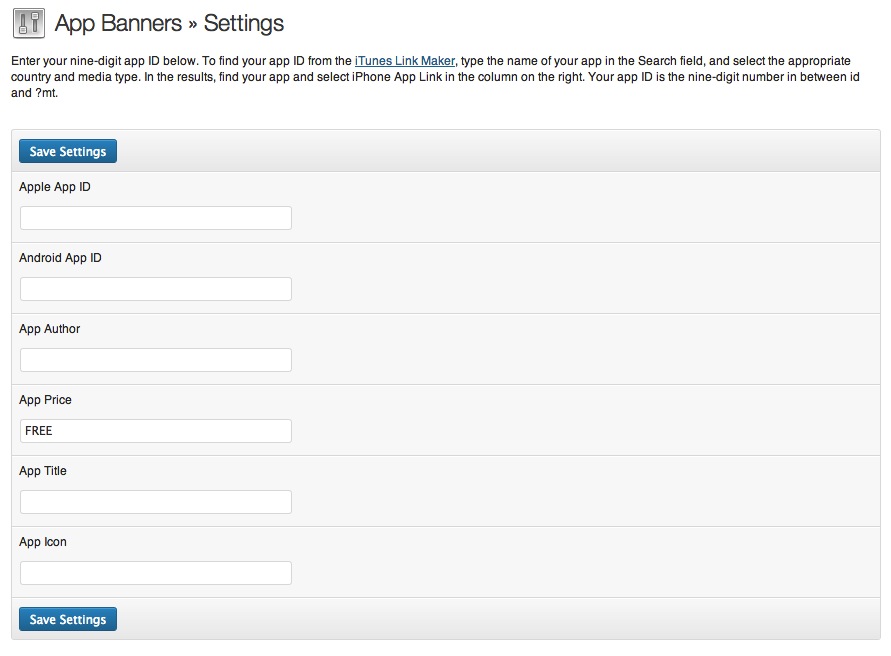 App Banners » Settings
Enter your nine-digit app ID below. To find your app ID from the iTunes Link Maker, type the name of your app in the Search field, and select the appropriate
country and media type. In the results, find your app and select iPhone App Link in the column on the right. Your app ID is the nine-digit number in between id
and ?mt.
Save Settings
Apple App ID
Android App ID
App Author
App Price
FREE
App Title
App Icon
Save Settings